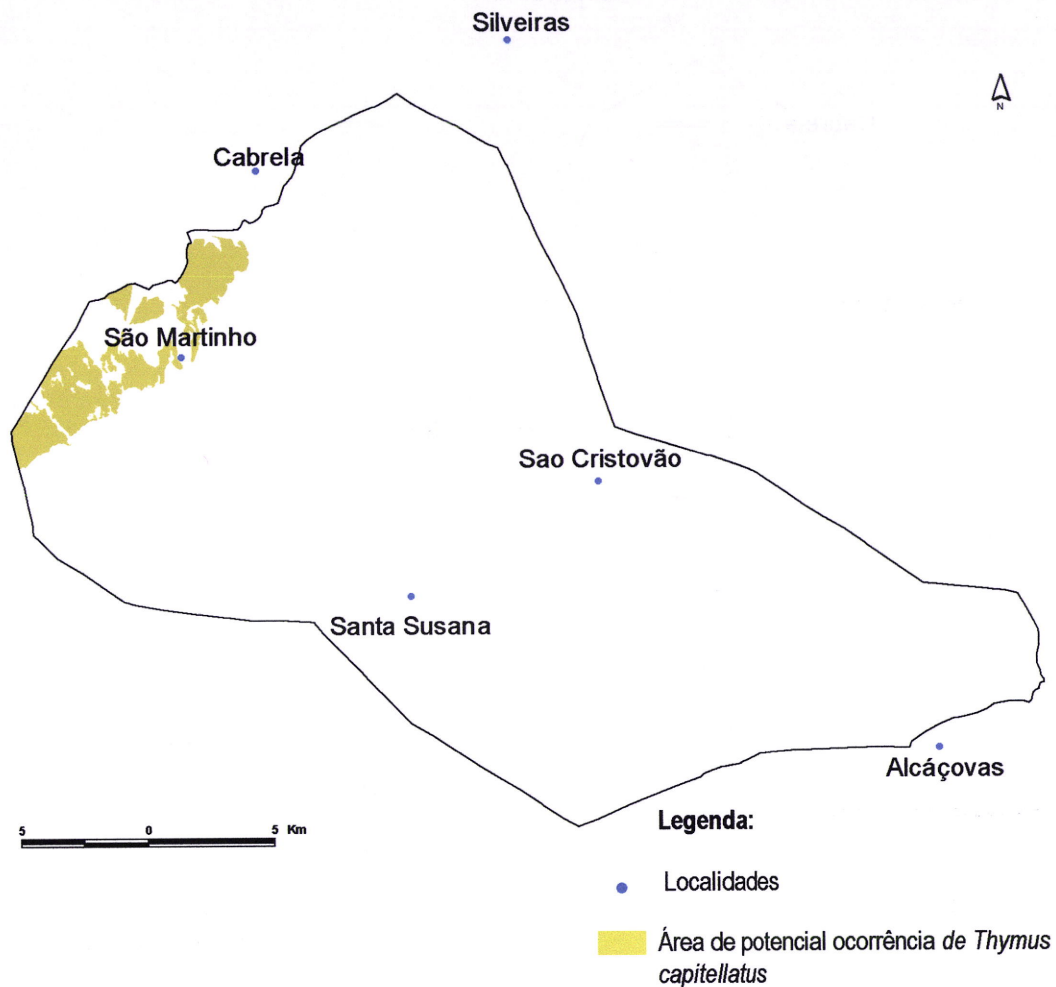 Silveiras
N
Cabrela
São Martinho
Sao Cristovão
Santa Susana
Alcáçovas
5 0 5 Km
Legenda:
Localidades
Área de potencial ocorrência de Thymus
capitellatus